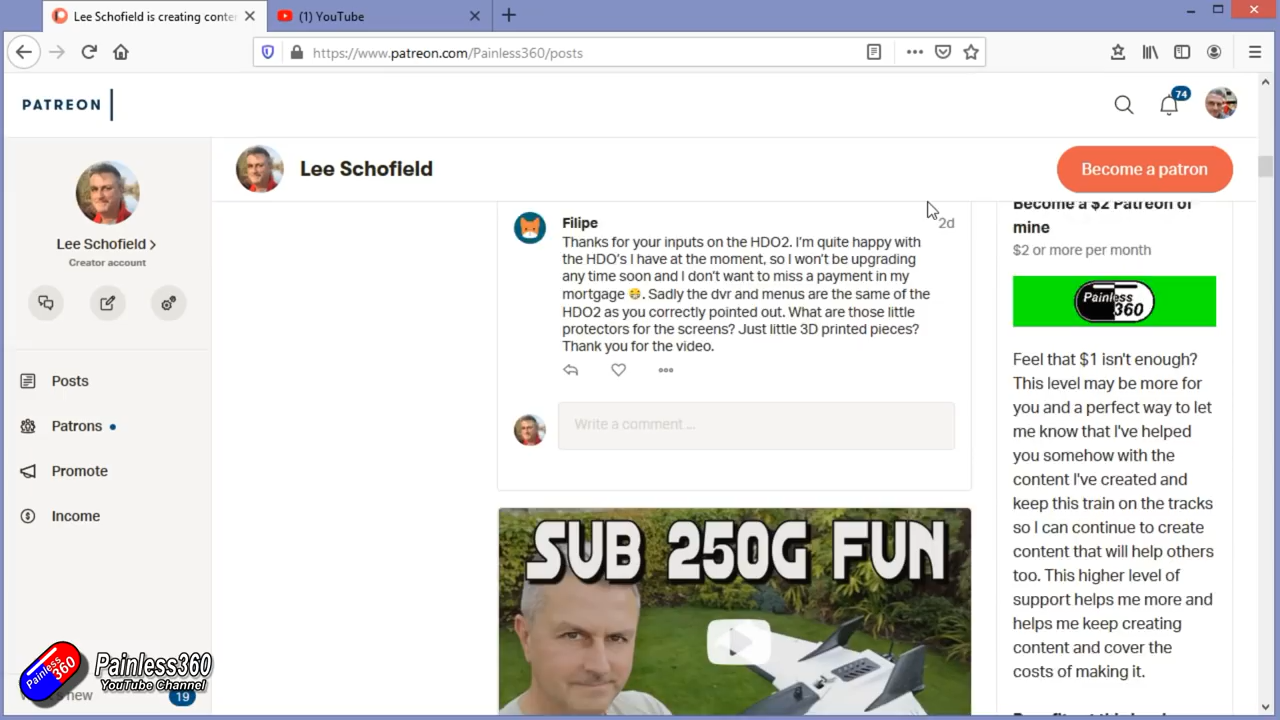 Lee Schofield is creating conte
(1) YouTube
https://www.patreon.com/Painless360/posts
PATREON
74
Lee Schofield
Become a patron
Lee Schofield
Creator account
Posts
Patrons
Promote
Income
19
Filipe
2d
Thanks for your inputs on the HDO2. I'm quite happy with
the HDO's I have at the moment, so I won't be upgrading
any time soon and I don't want to miss a payment in my
mortgage 😂. Sadly the dvr and menus are the same of the
HDO2 as you correctly pointed out. What are those little
protectors for the screens? Just little 3D printed pieces?
Thank you for the video.
Write a comment ...
SUB 250G FUN
Become a $2 Patreon of
mine
$2 or more per month
Painless
360
Feel that $1 isn't enough?
This level may be more for
you and a perfect way to let
me know that I've helped
you somehow with the
content I've created and
keep this train on the tracks
so I can continue to create
content that will help others
too. This higher level of
support helps me more and
helps me keep creating
content and cover the
costs of making it.
Painless
360
Painless360
YouTube Channel
new